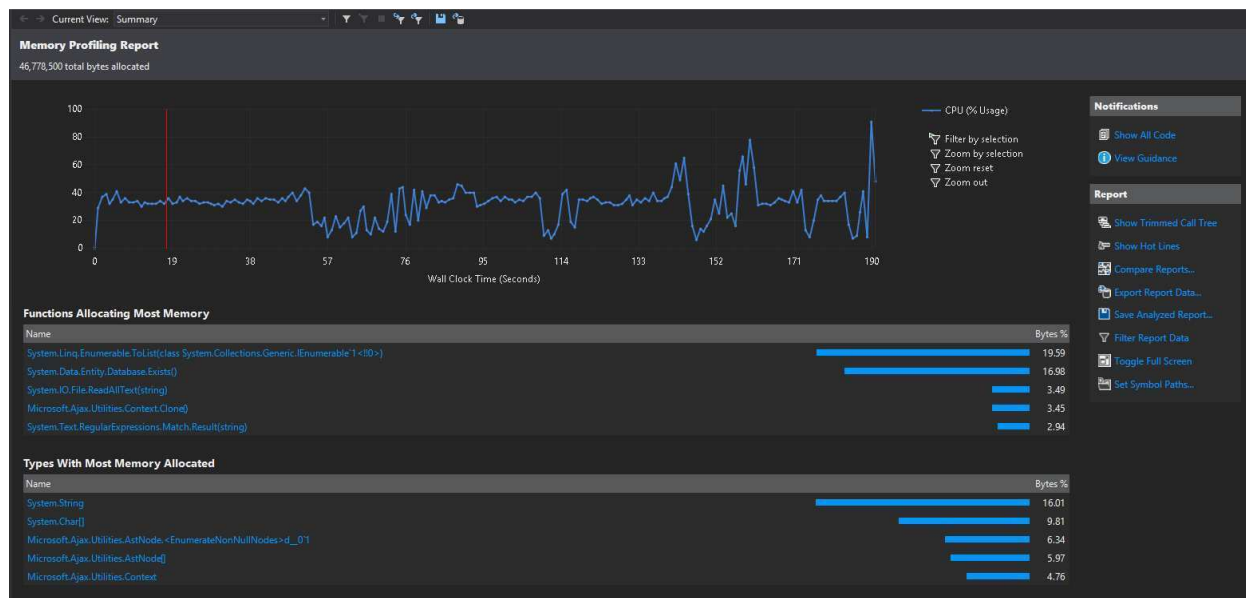 Current View: Summary
Memory Profiling Report
46,778,500 total bytes allocated
100
80
60
40
20
0
0 19 38 57 76 95 114 133 152 171 190
Wall Clock Time (Seconds)
CPU (% Usage)
Filter by selection
Zoom by selection
Zoom reset
Zoom out
Notifications
Show All Code
View Guidance
Report
Show Trimmed Call Tree
Show Hot Lines
Compare Reports...
Export Report Data...
Save Analyzed Report...
Filter Report Data
Toggle Full Screen
Set Symbol Paths...
Functions Allocating Most Memory
Name Bytes %
System.Linq.Enumerable.ToList(class System.Collections.Generic.IEnumerable`1<!!0>) 19.59
System.Data.Entity.Database.Exists() 16.98
System.IO.File.ReadAllText(string) 3.49
Microsoft.Ajax.Utilities.Context.Clone() 3.45
System.Text.RegularExpressions.Match.Result(string) 2.94
Types With Most Memory Allocated
Name Bytes %
System.String 16.01
System.Char[] 9.81
Microsoft.Ajax.Utilities.AstNode.<EnumerateNonNullNodes>d__0`1 6.34
Microsoft.Ajax.Utilities.AstNode[] 5.97
Microsoft.Ajax.Utilities.Context 4.76